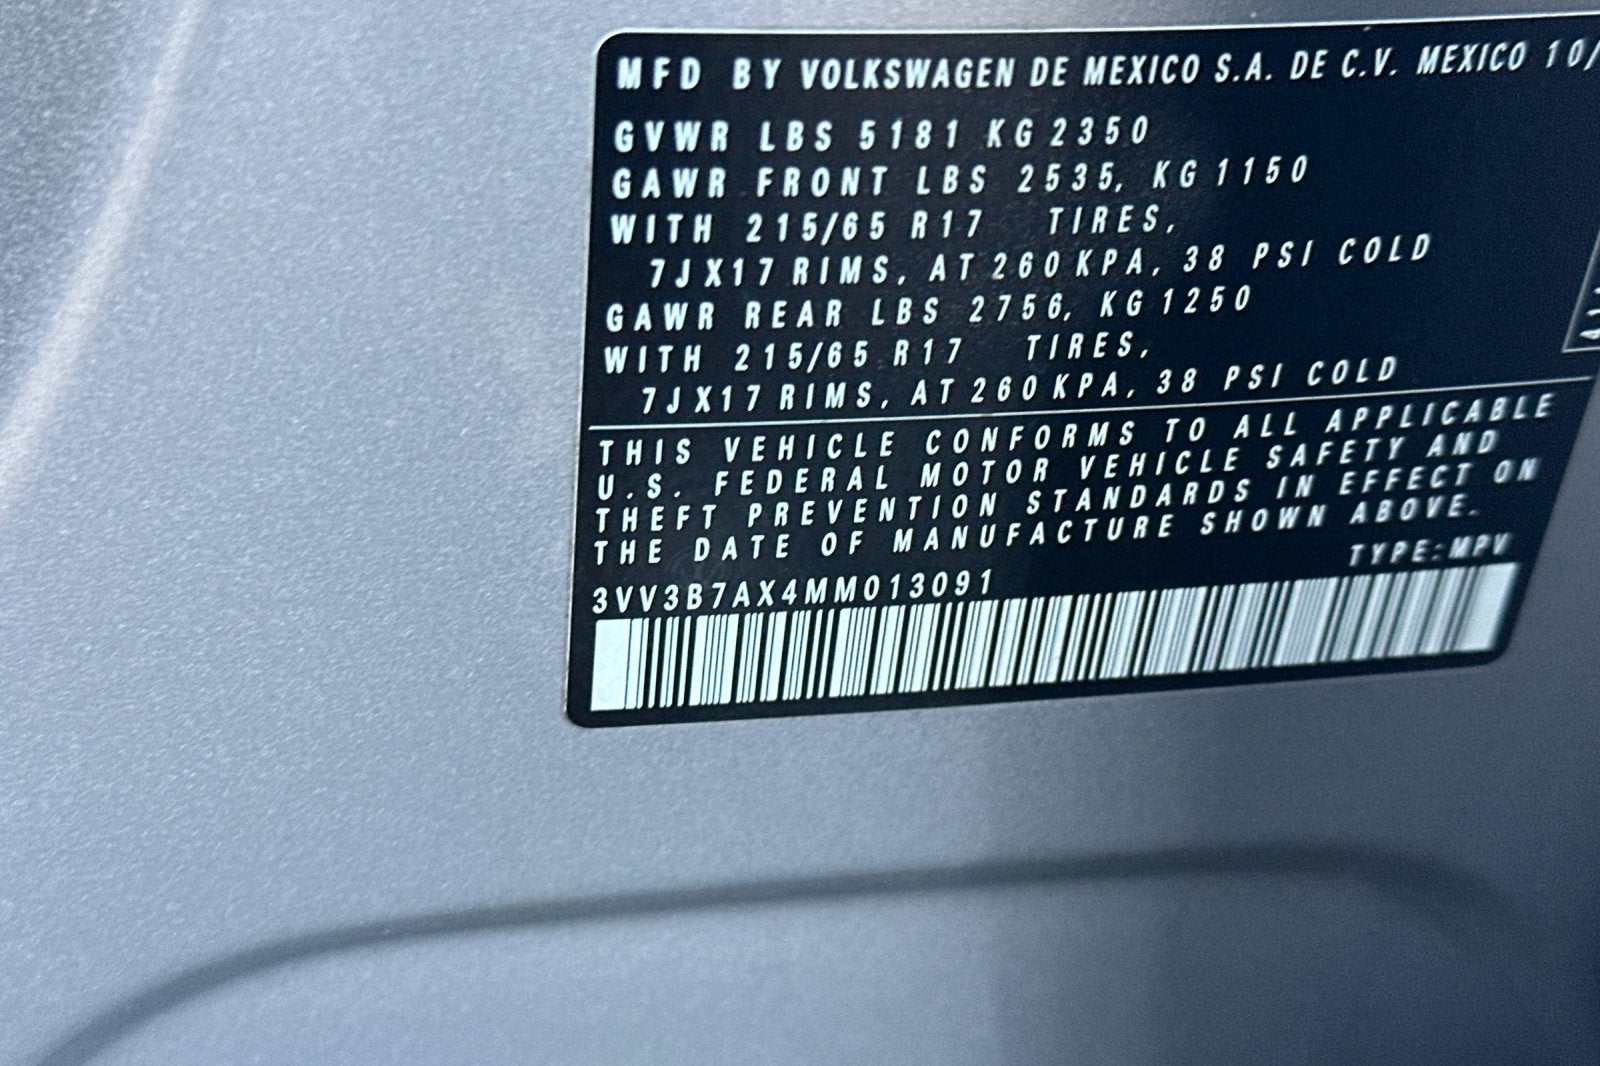 MFD BY VOLKSWAGEN DE MEXICO S.A. DE C.V. MEXICO 10/
GVWR LBS 5181 KG 2350
GAWR FRONT LBS 2535, KG 1150
WITH 215/65 R17 TIRES,
7JX17 RIMS, AT 260 KPA, 38 PSI COLD
GAWR REAR LBS 2756, KG 1250
WITH 215/65 R17 TIRES,
7JX17 RIMS, AT 260 KPA, 38 PSI COLD
THIS VEHICLE CONFORMS TO ALL APPLICABLE
U.S. FEDERAL MOTOR VEHICLE SAFETY AND
THEFT PREVENTION STANDARDS IN EFFECT ON
THE DATE OF MANUFACTURE SHOWN ABOVE.
TYPE:MPV
3VV3B7AX4MM013091